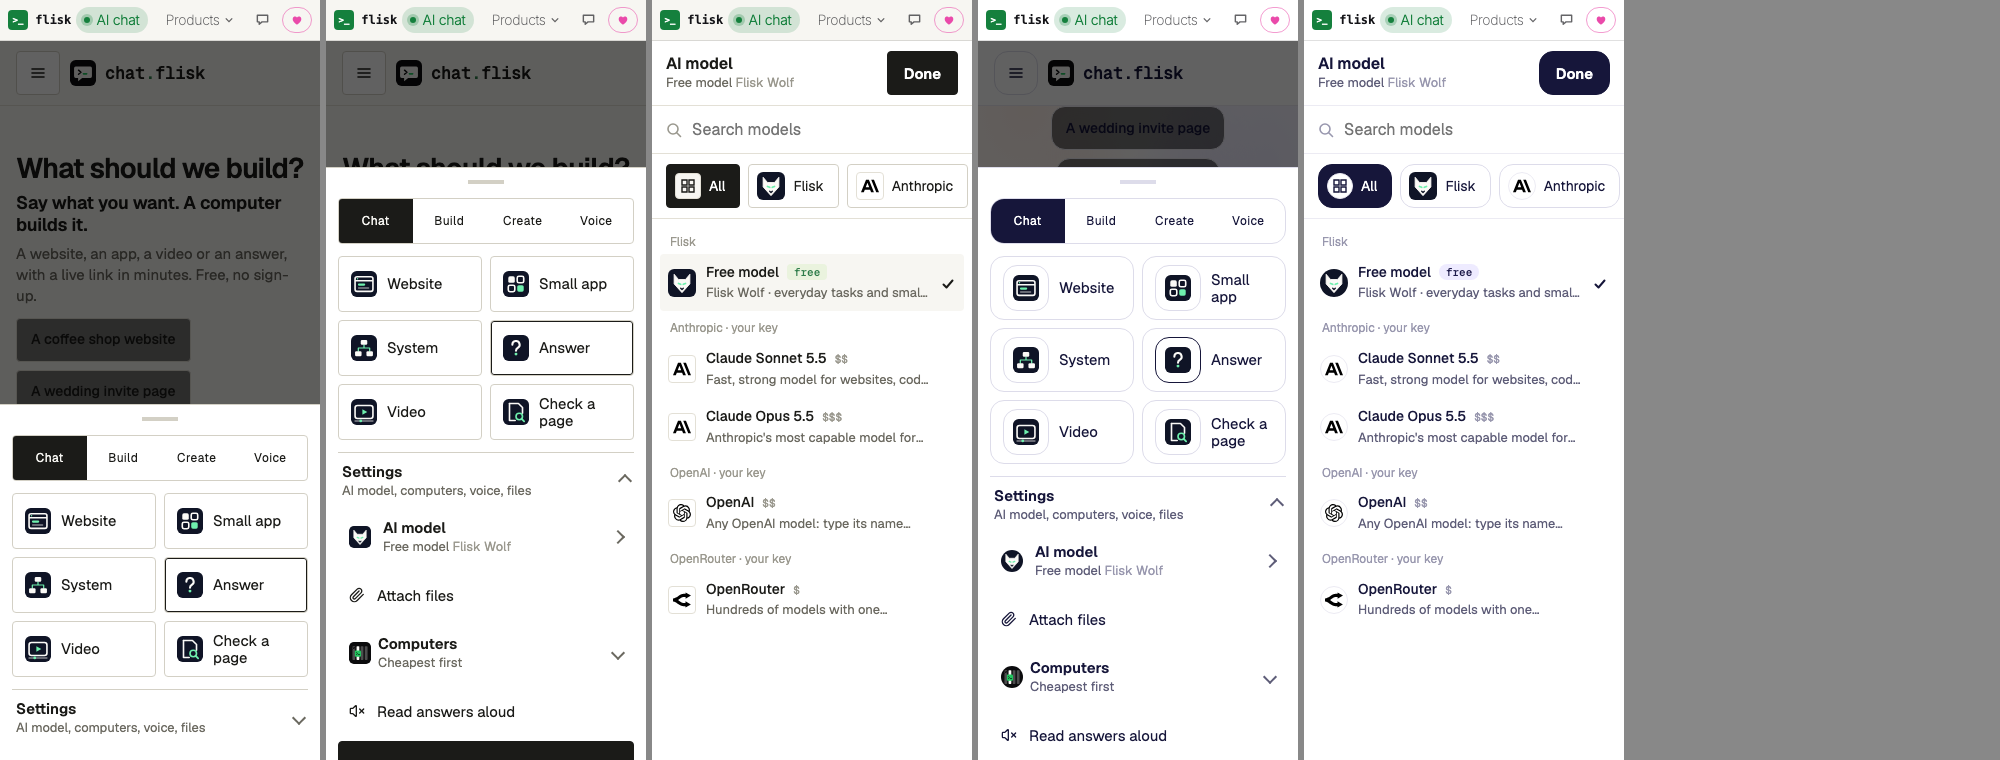 flisk AI chat Products
chat.flisk
What should we build?
Say what you want. A computer
builds it.
A website, an app, a video or an answer,
with a live link in minutes. Free, no sign-
up.
A coffee shop website
A wedding invite page
Chat Build Create Voice
Website Small app
System Answer
Video Check a
page
Settings
AI model, computers, voice, files
flisk AI chat Products
chat.flisk
What should we build?
Chat Build Create Voice
Website Small app
System Answer
Video Check a
page
Settings
AI model, computers, voice, files
AI model
Free model Flisk Wolf
Attach files
Computers
Cheapest first
Read answers aloud
flisk AI chat Products
AI model
Free model Flisk Wolf
Done
Search models
All Flisk Anthropic
Flisk
Free model free
Flisk Wolf · everyday tasks and smal…
Anthropic · your key
Claude Sonnet 5.5 $$
Fast, strong model for websites, cod…
Claude Opus 5.5 $$$
Anthropic's most capable model for…
OpenAI · your key
OpenAI $$
Any OpenAI model: type its name…
OpenRouter · your key
OpenRouter $
Hundreds of models with one…
flisk AI chat Products
chat.flisk
A wedding invite page
Chat Build Create Voice
Website Small
app
System Answer
Video Check a
page
Settings
AI model, computers, voice, files
AI model
Free model Flisk Wolf
Attach files
Computers
Cheapest first
Read answers aloud
flisk AI chat Products
AI model
Free model Flisk Wolf
Done
Search models
All Flisk Anthropic
Flisk
Free model free
Flisk Wolf · everyday tasks and smal…
Anthropic · your key
Claude Sonnet 5.5 $$
Fast, strong model for websites, cod…
Claude Opus 5.5 $$$
Anthropic's most capable model for…
OpenAI · your key
OpenAI $$
Any OpenAI model: type its name…
OpenRouter · your key
OpenRouter $
Hundreds of models with one…